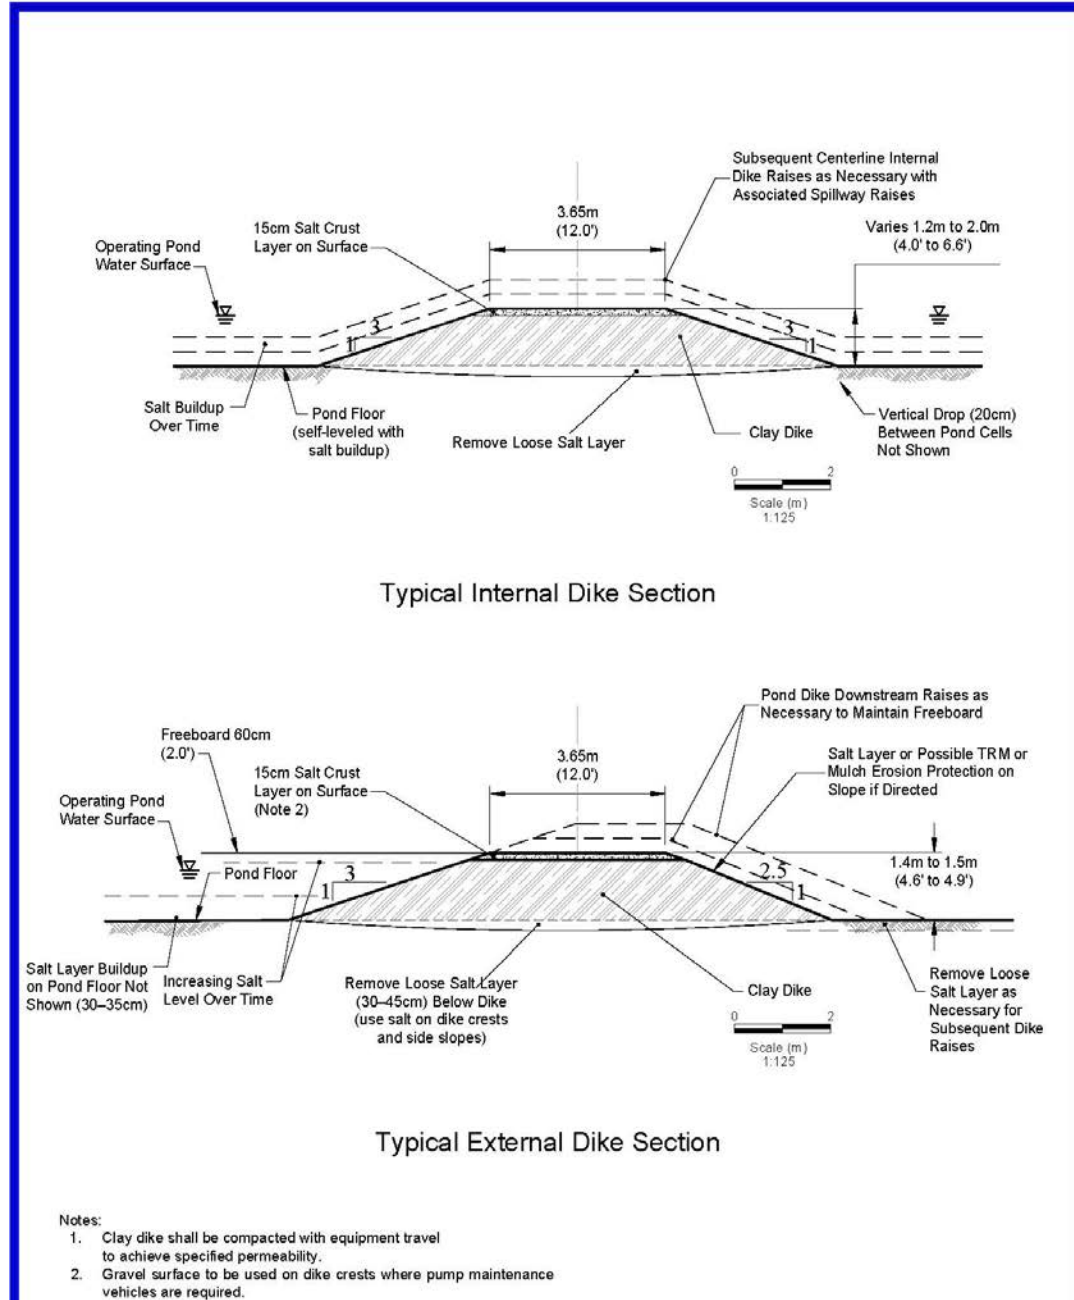 Subsequent Centerline Internal
Dike Raises as Necessary with
Associated Spillway Raises
3.65m
(12.0')
15cm Salt Crust
Layer on Surface
Varies 1.2m to 2.0m
(4.0' to 6.6')
Operating Pond
Water Surface
3
1
3
1
Salt Buildup
Over Time
Pond Floor
(self-leveled with
salt buildup)
Remove Loose Salt Layer
Clay Dike
Vertical Drop (20cm)
Between Pond Cells
Not Shown
0 2
Scale (m)
1:125
Typical Internal Dike Section
Pond Dike Downstream Raises as
Necessary to Maintain Freeboard
Freeboard 60cm
(2.0')
3.65m
(12.0')
15cm Salt Crust
Layer on Surface
(Note 2)
Salt Layer or Possible TRM or
Mulch Erosion Protection on
Slope if Directed
Operating Pond
Water Surface
Pond Floor
3
1
2.5
1
1.4m to 1.5m
(4.6' to 4.9')
Salt Layer Buildup
on Pond Floor Not
Shown (30–35cm)
Increasing Salt
Level Over Time
Remove Loose Salt Layer
(30–45cm) Below Dike
(use salt on dike crests
and side slopes)
Clay Dike
Remove Loose
Salt Layer as
Necessary for
Subsequent Dike
Raises
0 2
Scale (m)
1:125
Typical External Dike Section
Notes:
1. Clay dike shall be compacted with equipment travel
to achieve specified permeability.
2. Gravel surface to be used on dike crests where pump maintenance
vehicles are required.